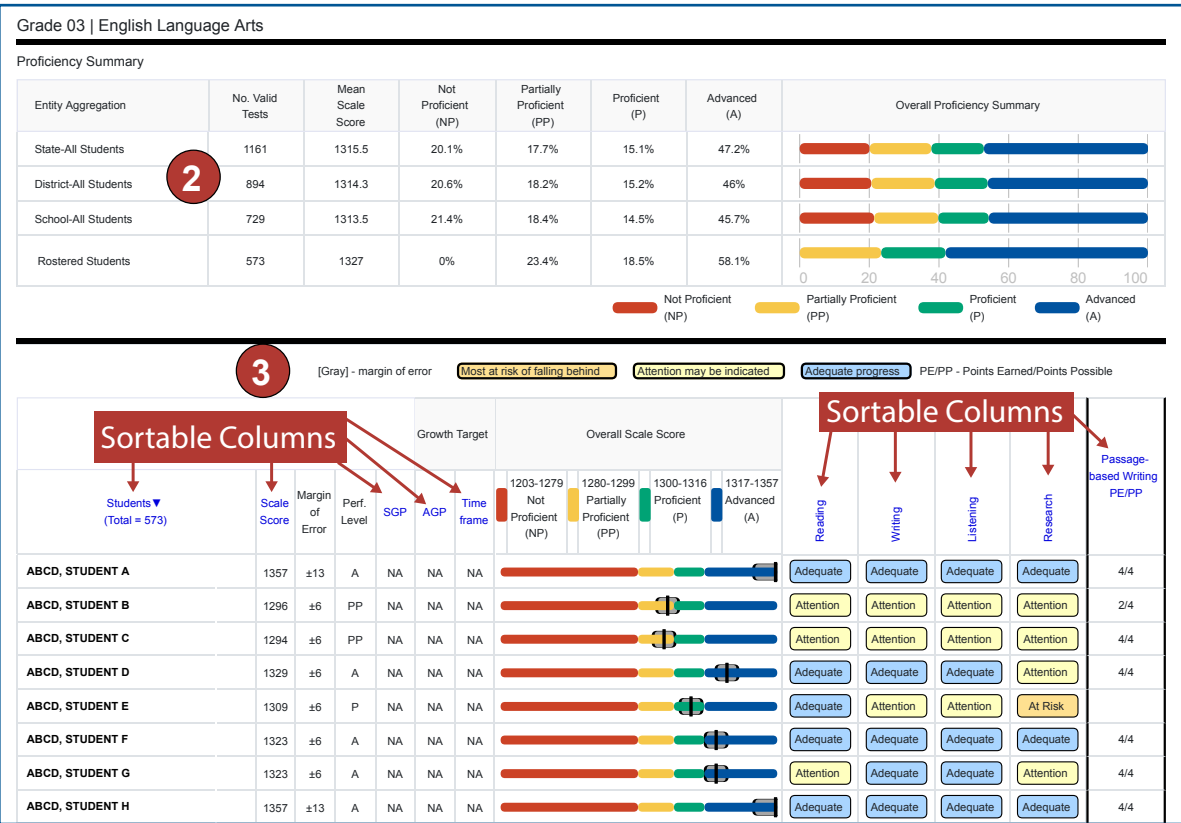 Grade 03 | English Language Arts
Proficiency Summary
Entity Aggregation
No. Valid
Tests
Mean
Scale
Score
Not
Proficient
(NP)
Partially
Proficient
(PP)
Proficient
(P)
Advanced
(A)
Overall Proficiency Summary
State-All Students 1161 1315.5 20.1% 17.7% 15.1% 47.2%
2
District-All Students 894 1314.3 20.6% 18.2% 15.2% 46%
School-All Students 729 1313.5 21.4% 18.4% 14.5% 45.7%
Rostered Students 573 1327 0% 23.4% 18.5% 58.1%
0 20 40 60 80 100
Not Proficient
(NP)
Partially Proficient
(PP)
Proficient
(P)
Advanced
(A)
3
[Gray] - margin of error Most at risk of falling behind Attention may be indicated Adequate progress PE/PP - Points Earned/Points Possible
Sortable Columns
Growth Target
Overall Scale Score
Sortable Columns
Students▼
(Total = 573)
Scale
Score
Margin
of
Error
Perf.
Level
SGP
AGP
Time
frame
1203-1279
Not
Proficient
(NP)
1280-1299
Partially
Proficient
(PP)
1300-1316
Proficient
(P)
1317-1357
Advanced
(A)
Reading
Writing
Listening
Research
Passage-
based Writing
PE/PP
ABCD, STUDENT A 1357 ±13 A NA NA NA Adequate Adequate Adequate Adequate 4/4
ABCD, STUDENT B 1296 ±6 PP NA NA NA Attention Attention Attention Attention 2/4
ABCD, STUDENT C 1294 ±6 PP NA NA NA Attention Attention Attention Attention 4/4
ABCD, STUDENT D 1329 ±6 A NA NA NA Adequate Adequate Adequate Attention 4/4
ABCD, STUDENT E 1309 ±6 P NA NA NA Adequate Attention Attention At Risk
ABCD, STUDENT F 1323 ±6 A NA NA NA Adequate Adequate Adequate Adequate 4/4
ABCD, STUDENT G 1323 ±6 A NA NA NA Attention Adequate Adequate Attention 4/4
ABCD, STUDENT H 1357 ±13 A NA NA NA Adequate Adequate Adequate Adequate 4/4